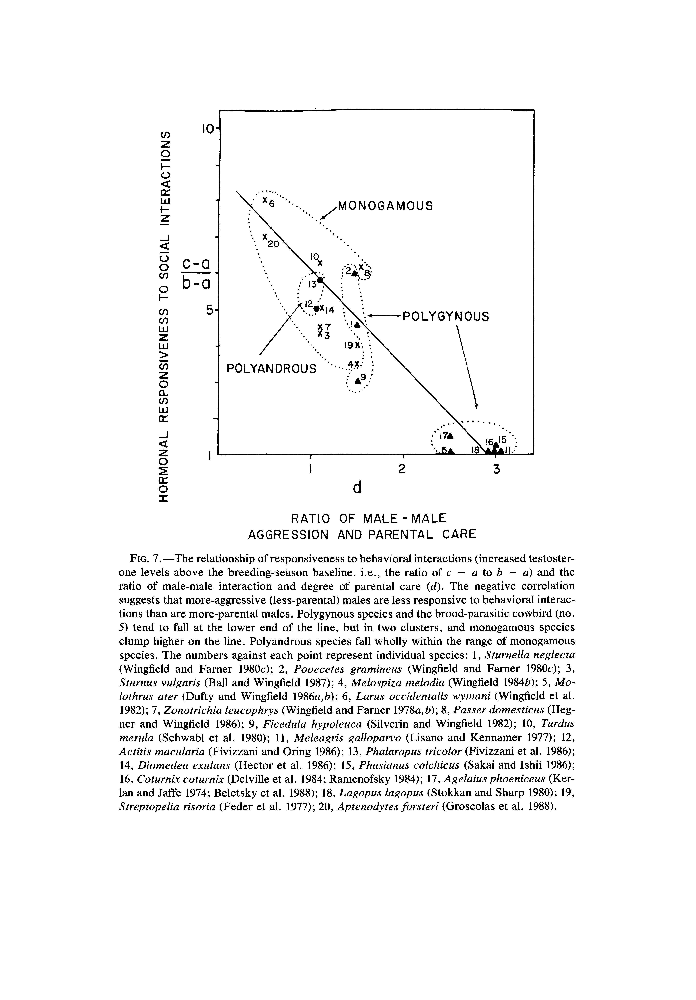 10
HORMONAL RESPONSIVENESS TO SOCIAL INTERACTIONS
MONOGAMOUS
x6
x20
10x
c-a
b-a
2
x8
13
12
x14
5
POLYGYNOUS
1
x7
x3
19x
4x
POLYANDROUS
9
17
16 15
5 18 11
1
1 2 3
d
RATIO OF MALE-MALE
AGGRESSION AND PARENTAL CARE
FIG. 7.—The relationship of responsiveness to behavioral interactions (increased testoster-
one levels above the breeding-season baseline, i.e., the ratio of c − a to b − a) and the
ratio of male-male interaction and degree of parental care (d). The negative correlation
suggests that more-aggressive (less-parental) males are less responsive to behavioral interac-
tions than are more-parental males. Polygynous species and the brood-parasitic cowbird (no.
5) tend to fall at the lower end of the line, but in two clusters, and monogamous species
clump higher on the line. Polyandrous species fall wholly within the range of monogamous
species. The numbers against each point represent individual species: 1, Sturnella neglecta
(Wingfield and Farner 1980c); 2, Pooecetes gramineus (Wingfield and Farner 1980c); 3,
Sturnus vulgaris (Ball and Wingfield 1987); 4, Melospiza melodia (Wingfield 1984b); 5, Mo-
lothrus ater (Dufty and Wingfield 1986a,b); 6, Larus occidentalis wymani (Wingfield et al.
1982); 7, Zonotrichia leucophrys (Wingfield and Farner 1978a,b); 8, Passer domesticus (Heg-
ner and Wingfield 1986); 9, Ficedula hypoleuca (Silverin and Wingfield 1982); 10, Turdus
merula (Schwabl et al. 1980); 11, Meleagris galloparvo (Lisano and Kennamer 1977); 12,
Actitis macularia (Fivizzani and Oring 1986); 13, Phalaropus tricolor (Fivizzani et al. 1986);
14, Diomedea exulans (Hector et al. 1986); 15, Phasianus colchicus (Sakai and Ishii 1986);
16, Coturnix coturnix (Delville et al. 1984; Ramenofsky 1984); 17, Agelaius phoeniceus (Ker-
lan and Jaffe 1974; Beletsky et al. 1988); 18, Lagopus lagopus (Stokkan and Sharp 1980); 19,
Streptopelia risoria (Feder et al. 1977); 20, Aptenodytes forsteri (Groscolas et al. 1988).